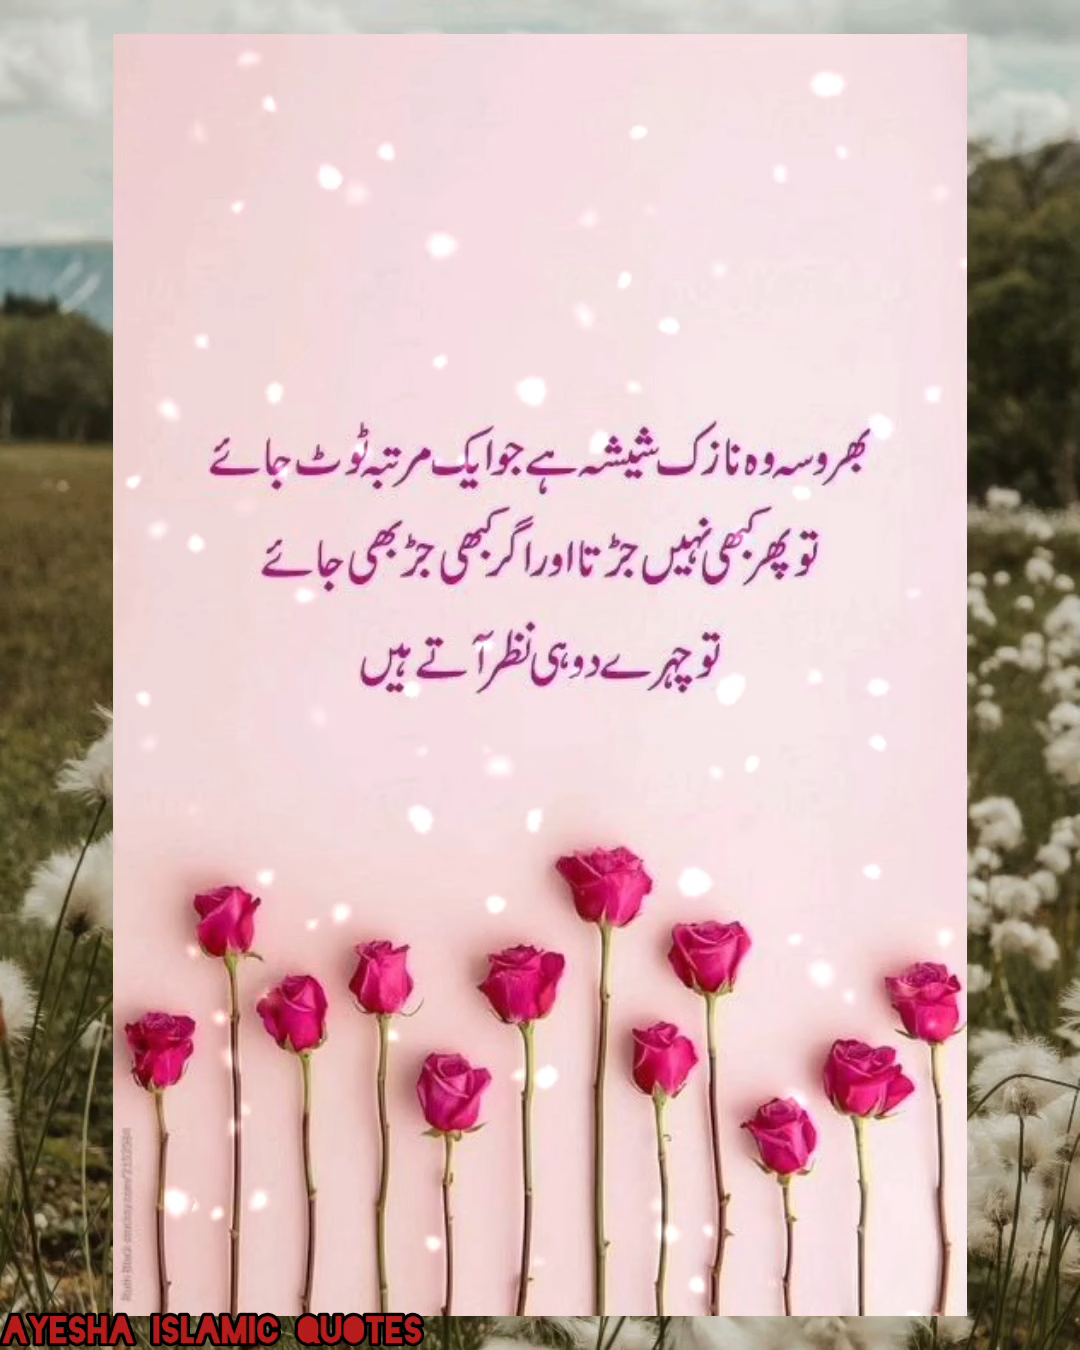 بھروسہ وہ نازک شیشہ ہے جو ایک مرتبہ ٹوٹ جائے
تو پھر کبھی نہیں جڑتا اور اگر کبھی جڑ بھی جائے
تو چہرے دو ہی نظر آتے ہیں
AYESHA ISLAMIC QUOTES